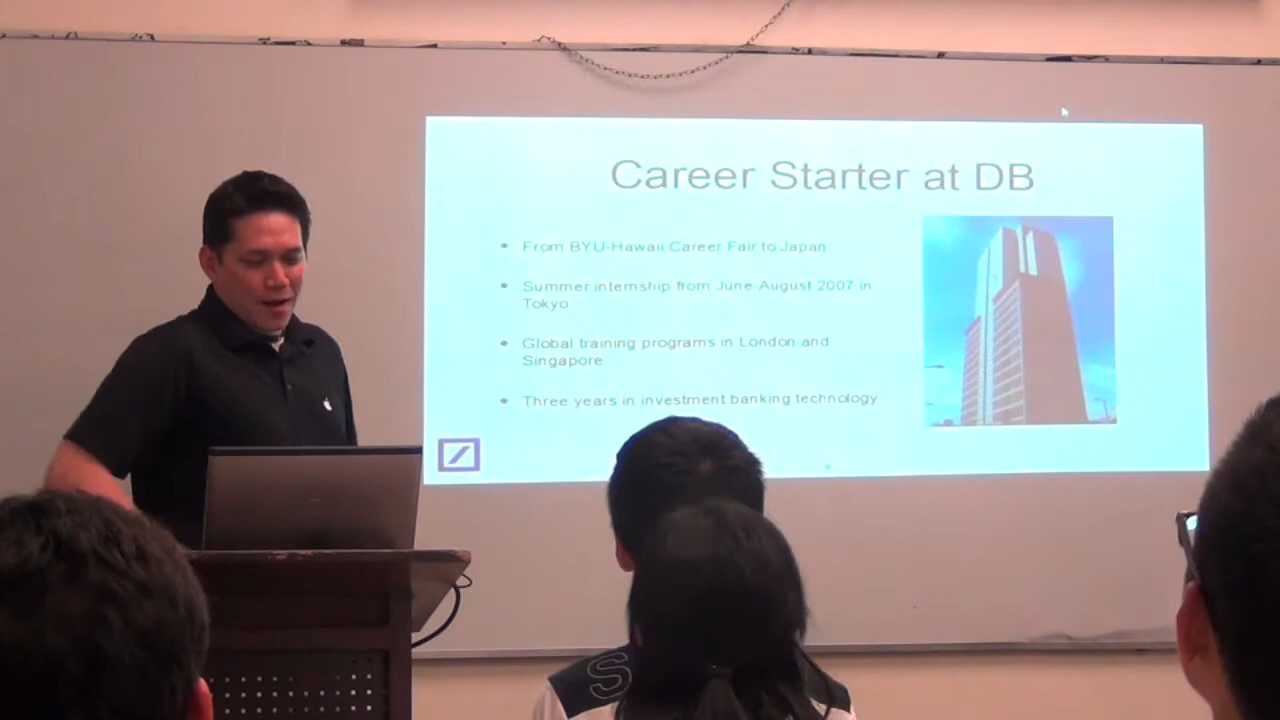 Career Starter at DB
From BYU-Hawaii Career Fair to Japan
Summer internship from June-August 2007 in
Tokyo
Global training programs in London and
Singapore
Three years in investment banking technology
S